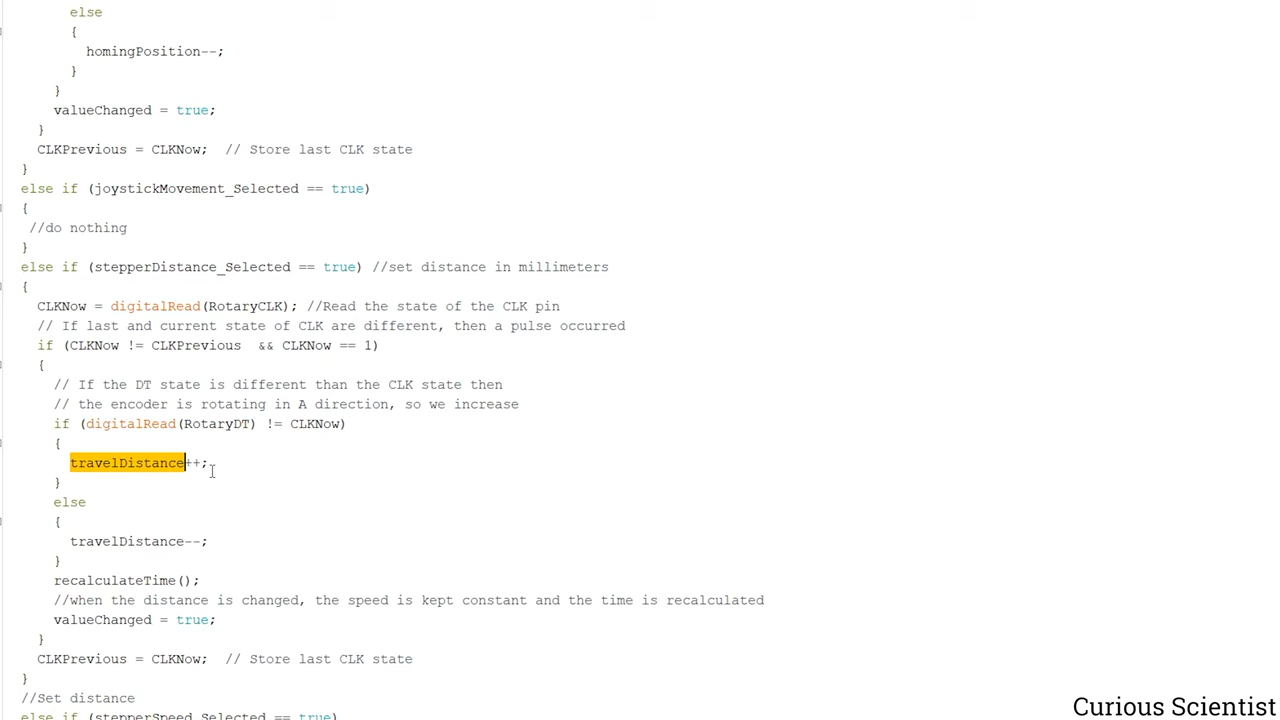 else
{
homingPosition--;
}
}
valueChanged = true;
}
CLKPrevious = CLKNow;  // Store last CLK state
}
else if (joystickMovement_Selected == true)
{
//do nothing
}
else if (stepperDistance_Selected == true) //set distance in millimeters
{
CLKNow = digitalRead(RotaryCLK); //Read the state of the CLK pin
// If last and current state of CLK are different, then a pulse occurred
if (CLKNow != CLKPrevious  && CLKNow == 1)
{
// If the DT state is different than the CLK state then
// the encoder is rotating in A direction, so we increase
if (digitalRead(RotaryDT) != CLKNow)
{
travelDistance++;
}
else
{
travelDistance--;
}
recalculateTime();
//when the distance is changed, the speed is kept constant and the time is recalculated
valueChanged = true;
}
CLKPrevious = CLKNow;  // Store last CLK state
}
//Set distance
else if (stepperSpeed_Selected == true)
Curious Scientist